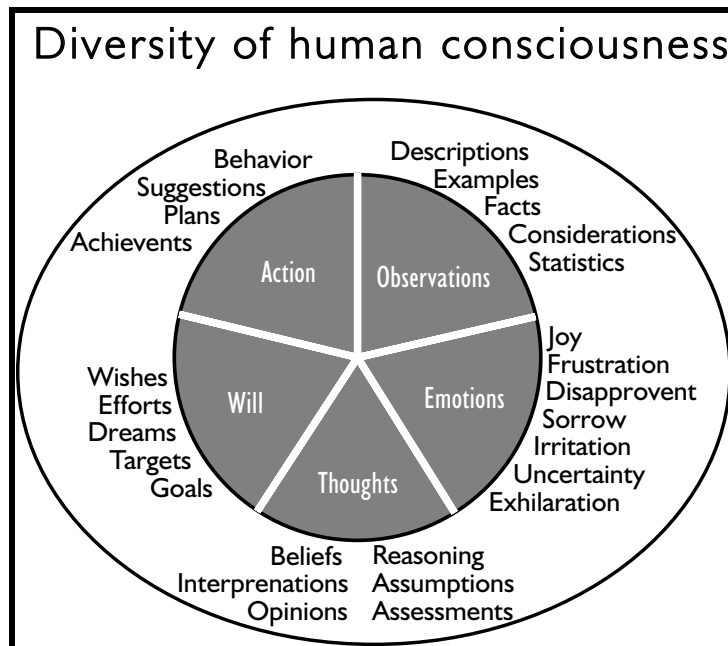 Diversity of human consciousness
Behavior
Suggestions
Plans
Achievents
Action
Descriptions
Examples
Facts
Considerations
Statistics
Observations
Joy
Frustration
Disapprovent
Sorrow
Irritation
Uncertainty
Exhilaration
Emotions
Thoughts
Beliefs
Interprenations
Opinions
Reasoning
Assumptions
Assessments
Will
Wishes
Efforts
Dreams
Targets
Goals